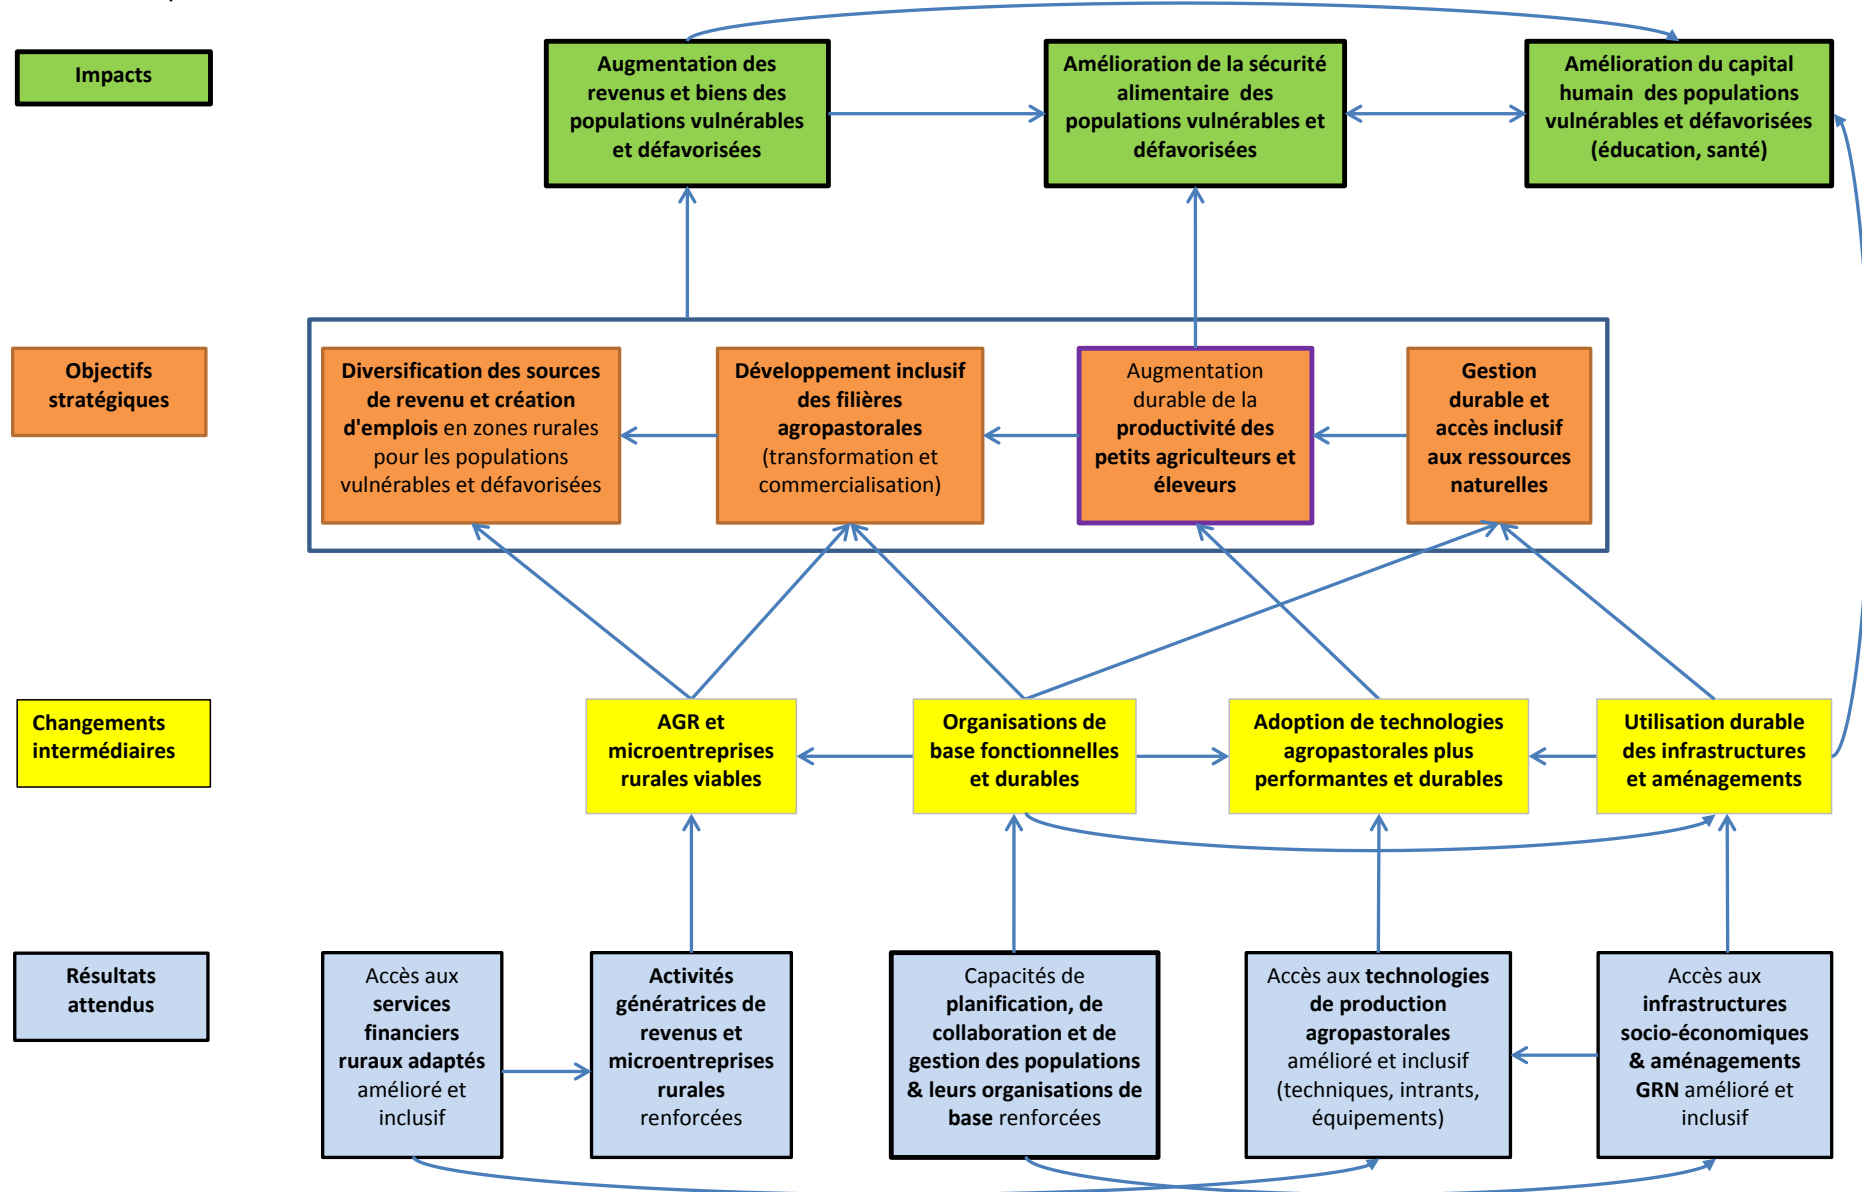 Impacts
Augmentation des
revenus et biens des
populations vulnérables
et défavorisées
Amélioration de la sécurité
alimentaire des
populations vulnérables et
défavorisées
Amélioration du capital
humain des populations
vulnérables et défavorisées
(éducation, santé)
Objectifs
stratégiques
Diversification des sources
de revenu et création
d'emplois en zones rurales
pour les populations
vulnérables et défavorisées
Développement inclusif
des filières
agropastorales
(transformation et
commercialisation)
Augmentation
durable de la
productivité des
petits agriculteurs et
éleveurs
Gestion
durable et
accès inclusif
aux ressources
naturelles
Changements
intermédiaires
AGR et
microentreprises
rurales viables
Organisations de
base fonctionnelles
et durables
Adoption de technologies
agropastorales plus
performantes et durables
Utilisation durable
des infrastructures
et aménagements
Résultats
attendus
Accès aux
services
financiers
ruraux adaptés
amélioré et
inclusif
Activités
génératrices de
revenus et
microentreprises
rurales
renforcées
Capacités de
planification, de
collaboration et de
gestion des populations
& leurs organisations de
base renforcées
Accès aux technologies
de production
agropastorales
amélioré et inclusif
(techniques, intrants,
équipements)
Accès aux
infrastructures
socio-économiques
& aménagements
GRN amélioré et
inclusif